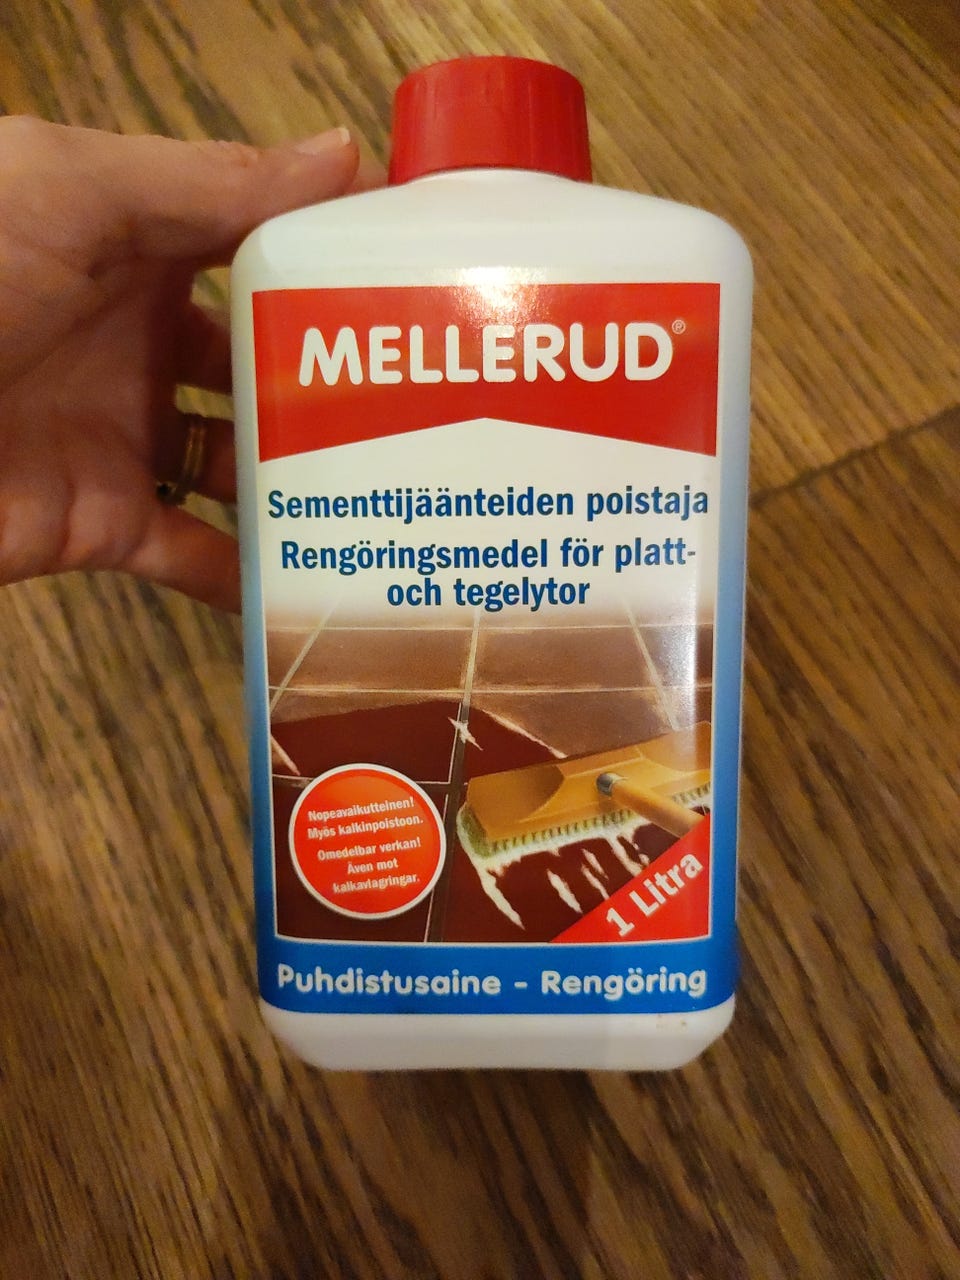 MELLERUD®
Sementtijäänteiden poistaja
Rengöringsmedel för platt-
och tegelytor
Nopeavaikutteinen!
Myös kalkinpoistoon.
Omedelbar verkan!
Även mot
kalkavlagringar.
1 Litra
Puhdistusaine - Rengöring